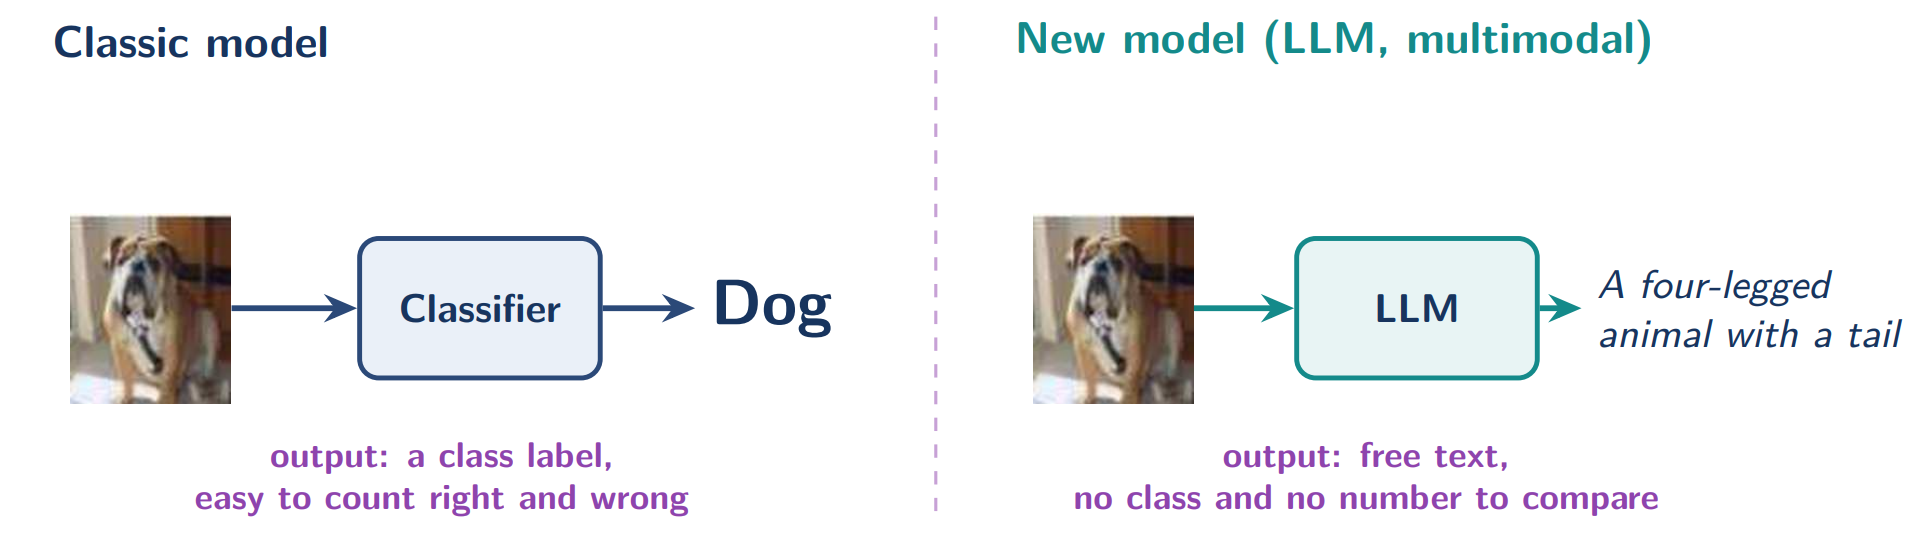 Classic model
Classifier
Dog
output: a class label,
easy to count right and wrong
New model (LLM, multimodal)
LLM
A four-legged
animal with a tail
output: free text,
no class and no number to compare